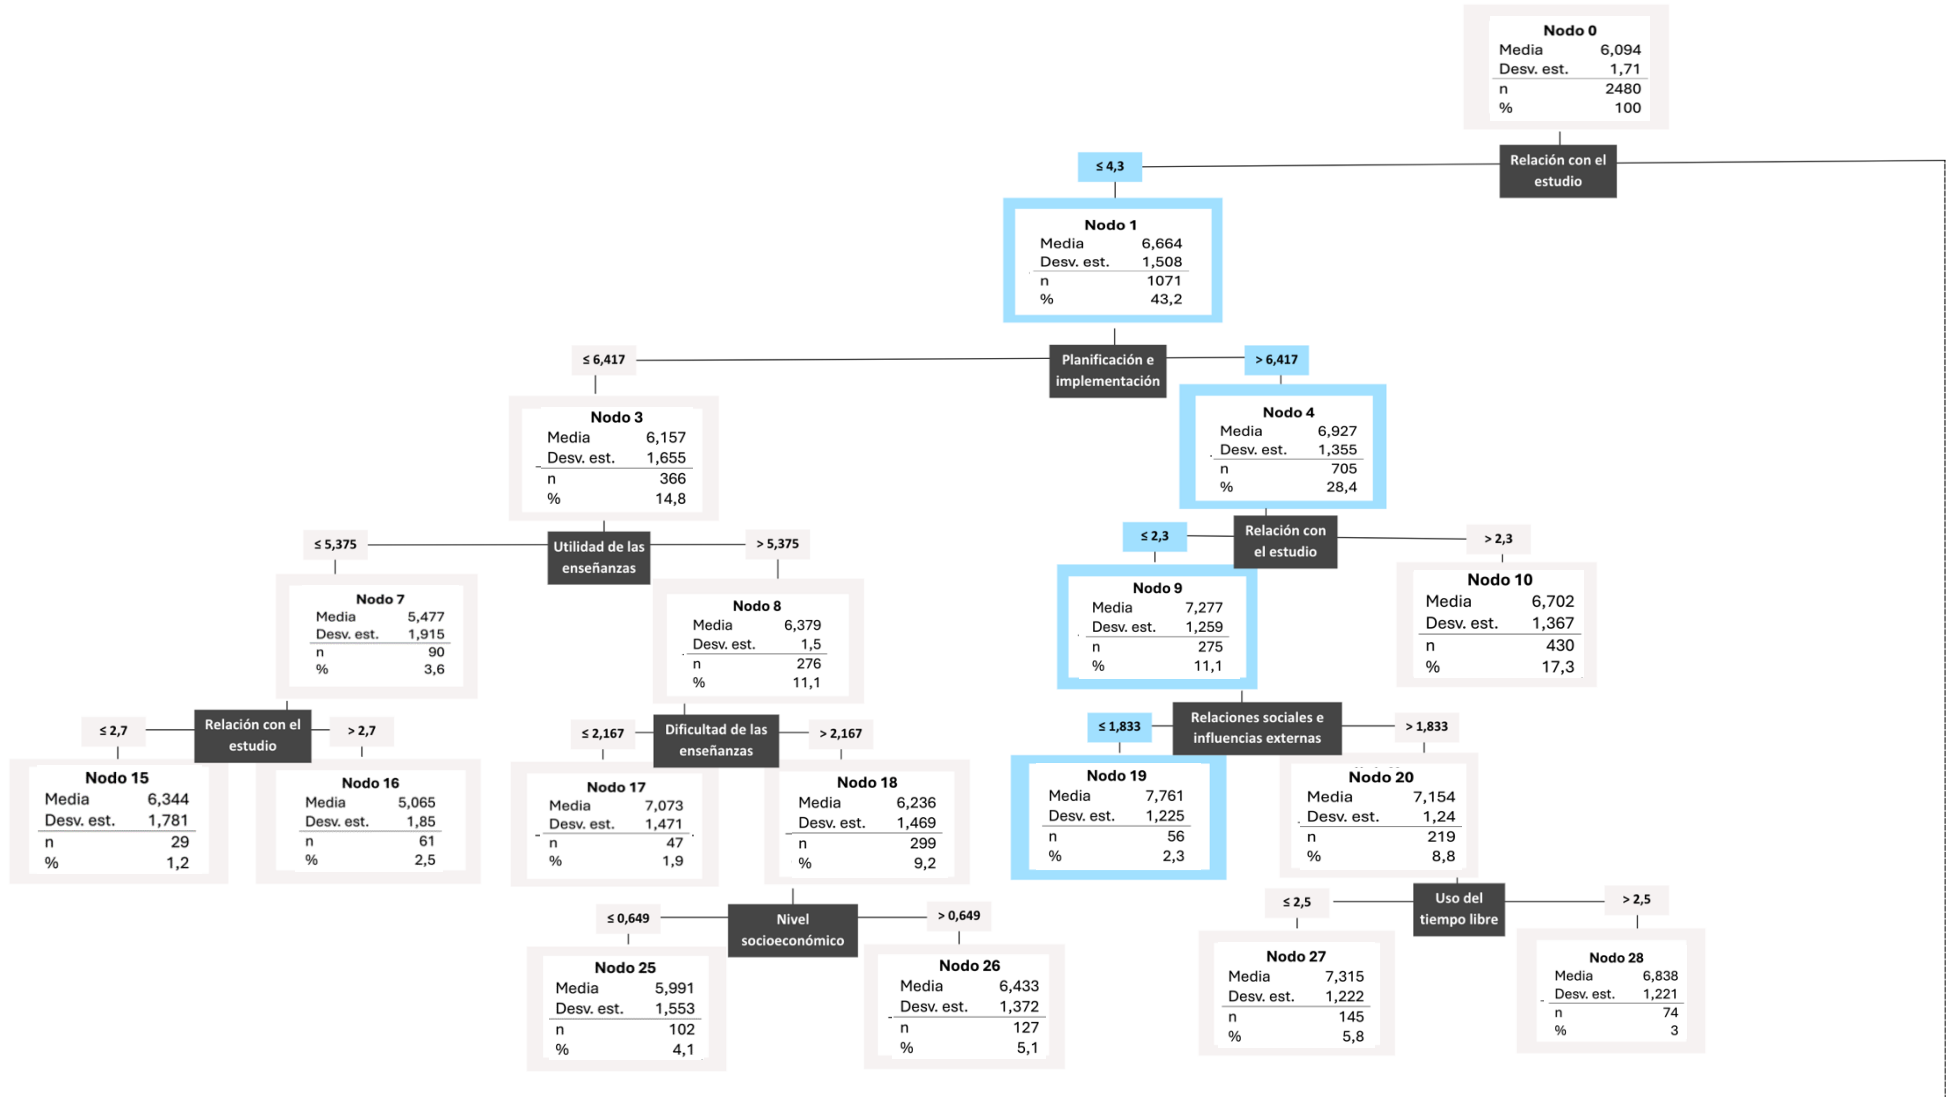 Nodo 0
Media 6,094
Desv. est. 1,71
n 2480
% 100
Relación con el
estudio
≤ 4,3
Nodo 1
Media 6,664
Desv. est. 1,508
n 1071
% 43,2
Planificación e
implementación
≤ 6,417
> 6,417
Nodo 3
Media 6,157
Desv. est. 1,655
n 366
% 14,8
Nodo 4
Media 6,927
Desv. est. 1,355
n 705
% 28,4
Utilidad de las
enseñanzas
≤ 5,375
> 5,375
Relación con
el estudio
≤ 2,3
> 2,3
Nodo 7
Media 5,477
Desv. est. 1,915
n 90
% 3,6
Nodo 8
Media 6,379
Desv. est. 1,5
n 276
% 11,1
Nodo 9
Media 7,277
Desv. est. 1,259
n 275
% 11,1
Nodo 10
Media 6,702
Desv. est. 1,367
n 430
% 17,3
≤ 2,7
Relación con el
estudio
> 2,7
≤ 2,167
Dificultad de las
enseñanzas
> 2,167
≤ 1,833
Relaciones sociales e
influencias externas
> 1,833
Nodo 15
Media 6,344
Desv. est. 1,781
n 29
% 1,2
Nodo 16
Media 5,065
Desv. est. 1,85
n 61
% 2,5
Nodo 17
Media 7,073
Desv. est. 1,471
n 47
% 1,9
Nodo 18
Media 6,236
Desv. est. 1,469
n 299
% 9,2
Nodo 19
Media 7,761
Desv. est. 1,225
n 56
% 2,3
Nodo 20
Media 7,154
Desv. est. 1,24
n 219
% 8,8
≤ 0,649
Nivel
socioeconómico
> 0,649
≤ 2,5
Uso del
tiempo libre
> 2,5
Nodo 25
Media 5,991
Desv. est. 1,553
n 102
% 4,1
Nodo 26
Media 6,433
Desv. est. 1,372
n 127
% 5,1
Nodo 27
Media 7,315
Desv. est. 1,222
n 145
% 5,8
Nodo 28
Media 6,838
Desv. est. 1,221
n 74
% 3